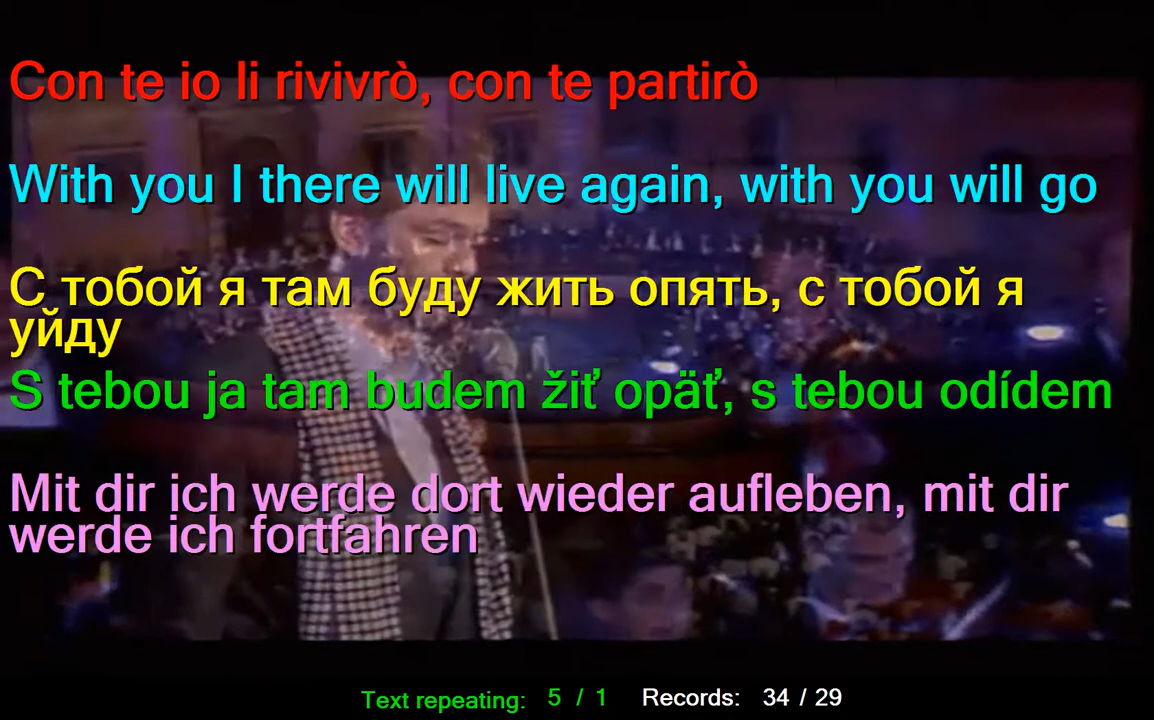 Con te io li rivivrò, con te partirò
With you I there will live again, with you will go
С тобой я там буду жить опять, с тобой я
уйду
S tebou ja tam budem žiť opäť, s tebou odídem
Mit dir ich werde dort wieder aufleben, mit dir
werde ich fortfahren
Text repeating: 5 / 1 Records: 34 / 29